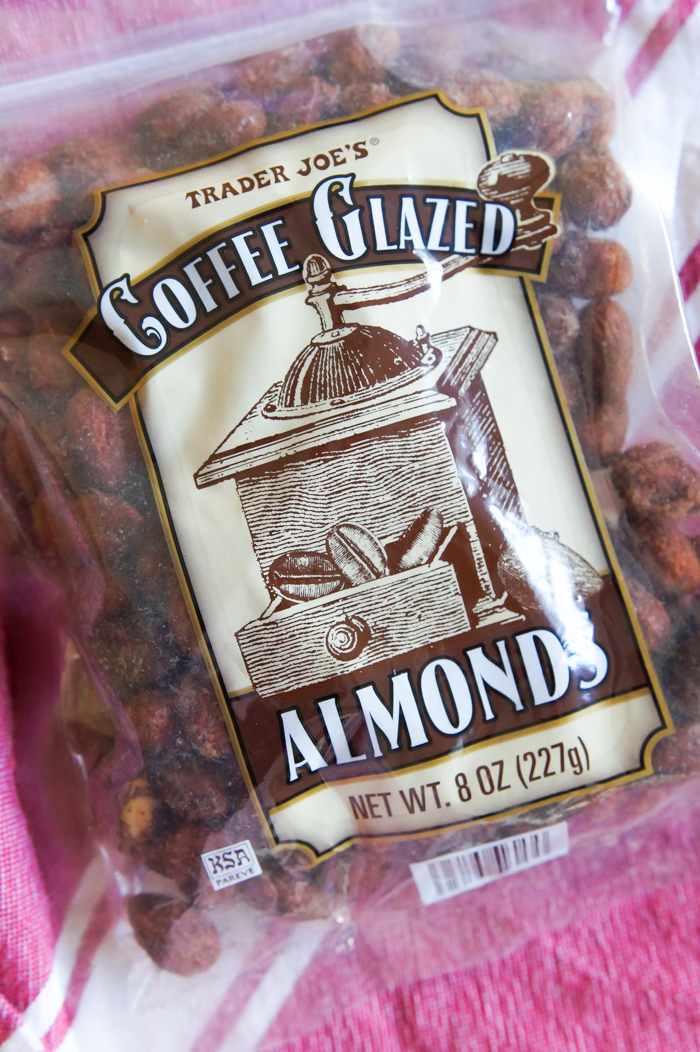 TRADER JOE'S®
COFFEE GLAZED
ALMONDS
NET WT. 8 OZ (227g)
KSA
PAREVE